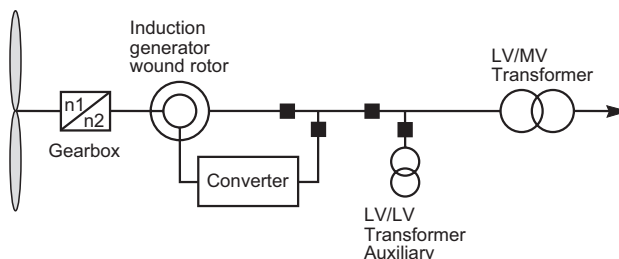 Induction
generator
wound rotor
LV/MV
Transformer
n1
n2
Gearbox
Converter
LV/LV
Transformer
Auxiliary